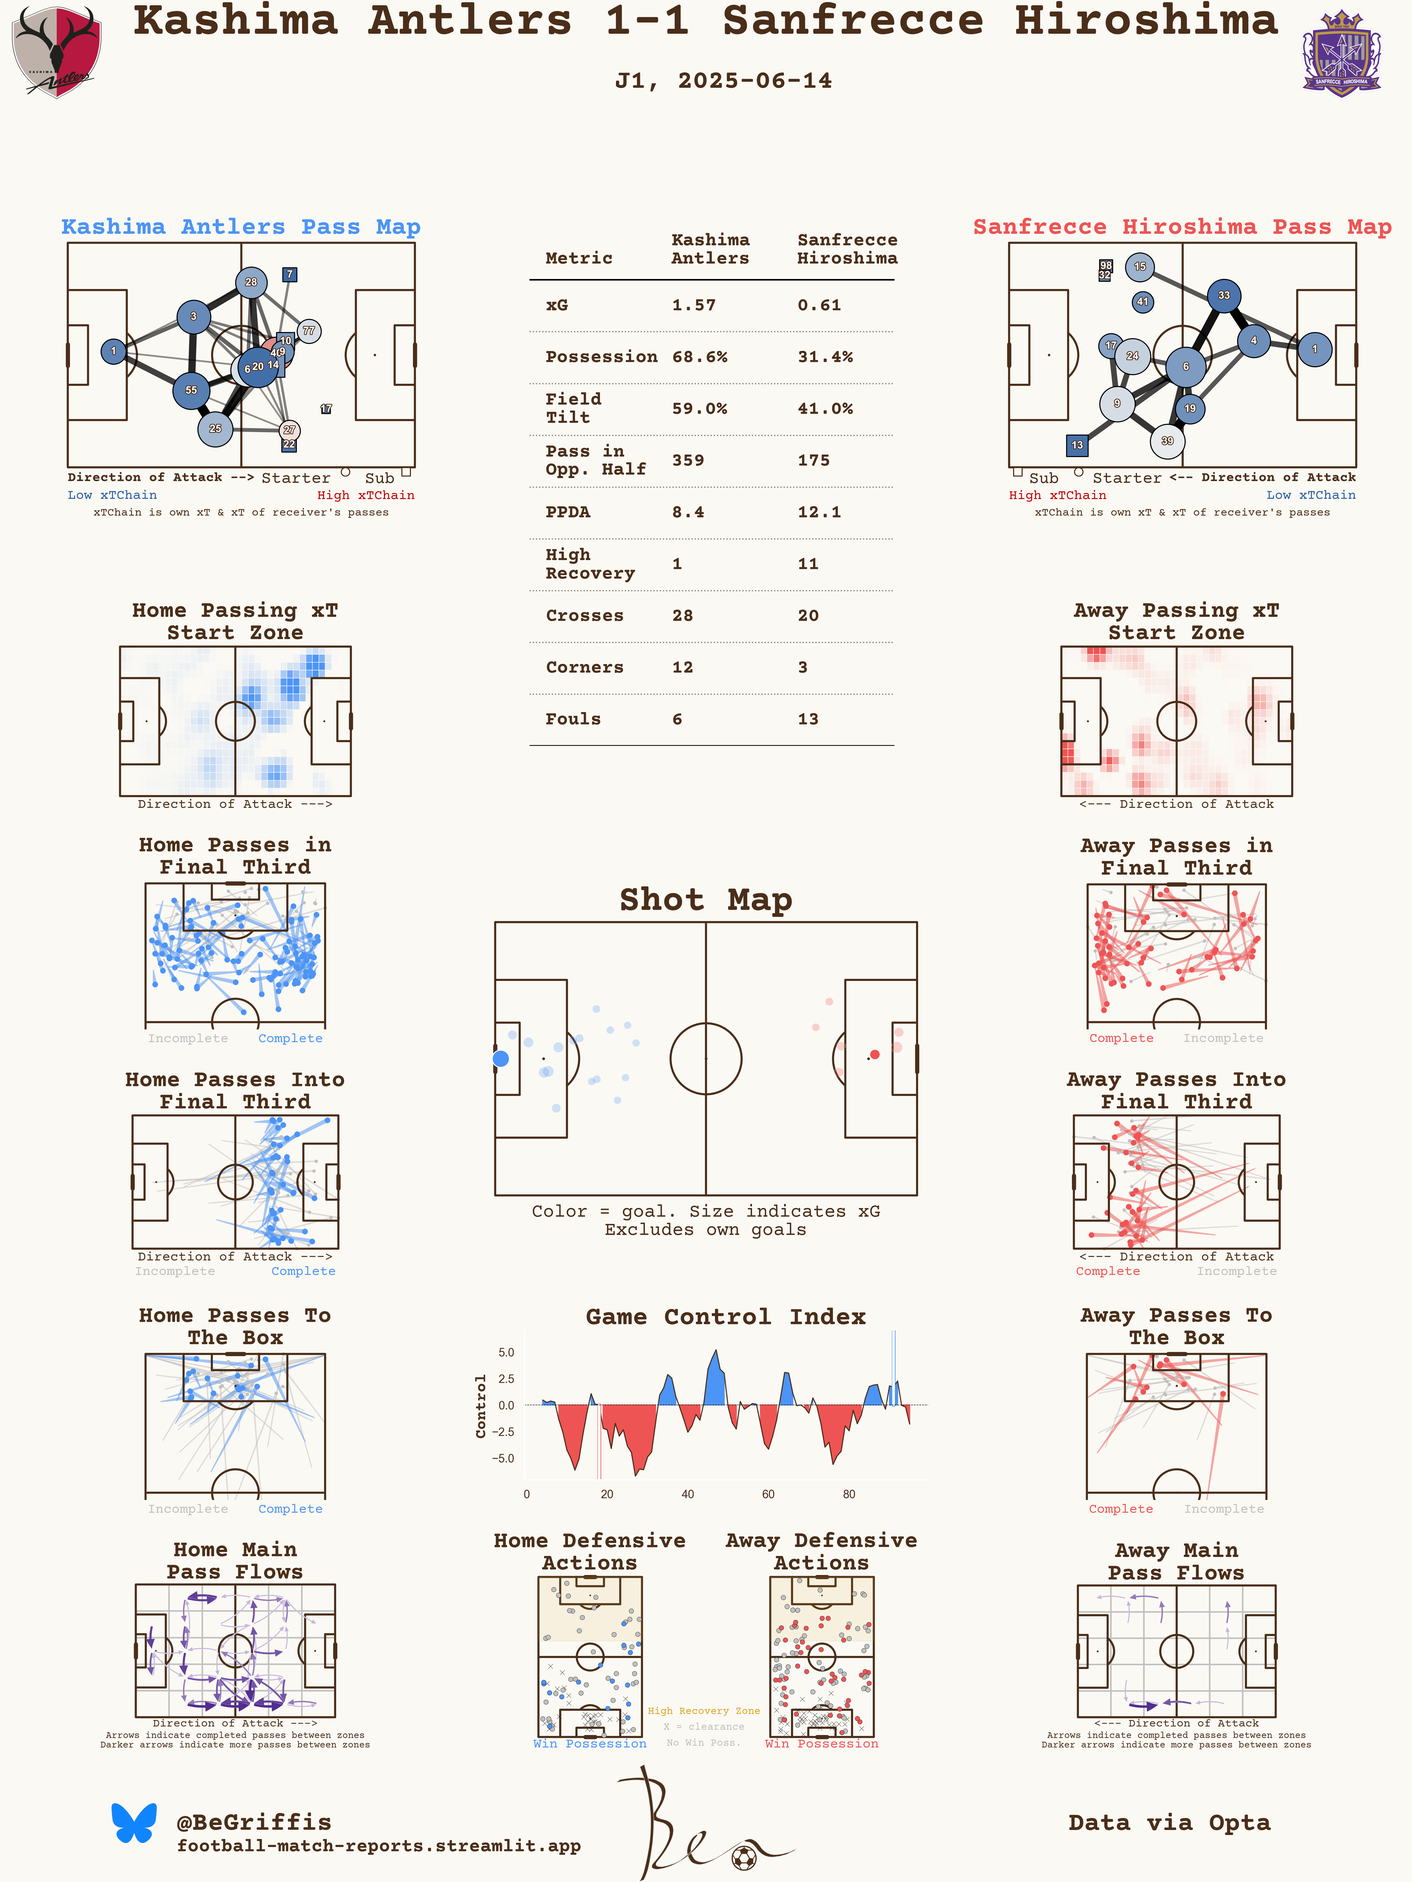 Kashima Antlers 1-1 Sanfrecce Hiroshima
J1, 2025-06-14
KASHIMA
Antlers
SANFRECCE HIROSHIMA
Kashima Antlers Pass Map
28
7
3
77
10
1
4
9
6
20
14
55
17
25
27
22
Direction of Attack --> Starter Sub
Low xTChain High xTChain
xTChain is own xT & xT of receiver's passes
Metric Kashima Antlers Sanfrecce Hiroshima
xG 1.57 0.61
Possession 68.6% 31.4%
Field Tilt 59.0% 41.0%
Pass in Opp. Half 359 175
PPDA 8.4 12.1
High Recovery 1 11
Crosses 28 20
Corners 12 3
Fouls 6 13
Sanfrecce Hiroshima Pass Map
98
32
15
41
33
17
24
4
1
6
9
19
13
39
Sub Starter <-- Direction of Attack
High xTChain Low xTChain
xTChain is own xT & xT of receiver's passes
Home Passing xT
Start Zone
Direction of Attack --->
Away Passing xT
Start Zone
<--- Direction of Attack
Home Passes in
Final Third
Incomplete Complete
Away Passes in
Final Third
Complete Incomplete
Shot Map
Color = goal. Size indicates xG
Excludes own goals
Home Passes Into
Final Third
Direction of Attack --->
Incomplete Complete
Away Passes Into
Final Third
<--- Direction of Attack
Complete Incomplete
Home Passes To
The Box
Incomplete Complete
Game Control Index
Control
5.0
2.5
0.0
−2.5
−5.0
0 20 40 60 80
Away Passes To
The Box
Complete Incomplete
Home Main
Pass Flows
Direction of Attack --->
Arrows indicate completed passes between zones
Darker arrows indicate more passes between zones
Home Defensive
Actions
Win Possession
Away Defensive
Actions
Win Possession
High Recovery Zone
X = clearance
No Win Poss.
Away Main
Pass Flows
<--- Direction of Attack
Arrows indicate completed passes between zones
Darker arrows indicate more passes between zones
@BeGriffis
football-match-reports.streamlit.app
Ben
Data via Opta